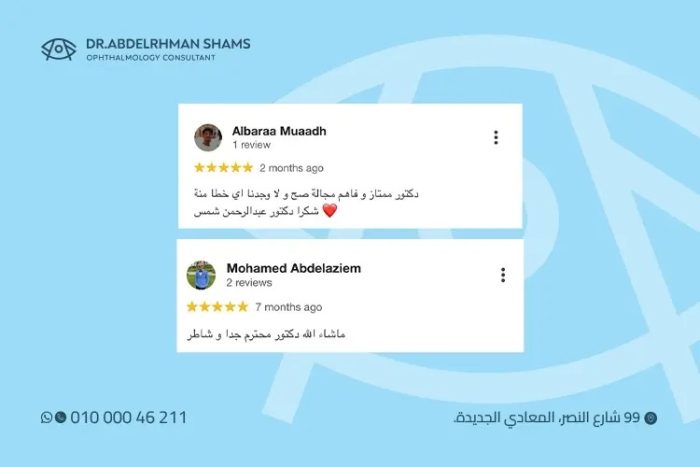 DR.ABDELRHMAN SHAMS
OPHTHALMOLOGY CONSULTANT
Albaraa Muaadh
1 review
2 months ago
دكتور ممتاز و فاهم مجالة صح و لا وجدنا اي خطا منة
شكرا دكتور عبدالرحمن شمس ❤️
Mohamed Abdelaziem
2 reviews
7 months ago
ماشاء الله دكتور محترم جدا و شاطر
010 000 46 211
99 شارع النصر، المعادي الجديدة.